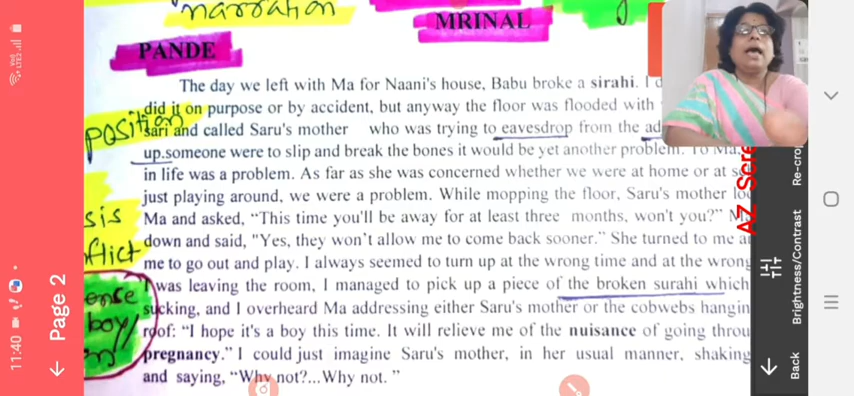 narration
MRINAL
PANDE
The day we left with Ma for Naani's house, Babu broke a sirahi. I
did it on purpose or by accident, but anyway the floor was flooded with
position
sari and called Saru's mother who was trying to eavesdrop from the ad
up.someone were to slip and break the bones it would be yet another problem. To Ma,
in life was a problem. As far as she was concerned whether we were at home or at
just playing around, we were a problem. While mopping the floor, Saru's mother
sis
Ma and asked, "This time you'll be away for at least three months, won't you?"
flict
down and said, "Yes, they won't allow me to come back sooner." She turned to me
me to go out and play. I always seemed to turn up at the wrong time and at the wrong
I was leaving the room, I managed to pick up a piece of the broken surahi which
ence
sucking, and I overheard Ma addressing either Saru's mother or the cobwebs hangin
boy/
roof: "I hope it's a boy this time. It will relieve me of the nuisance of going throu
pregnancy." I could just imagine Saru's mother, in her usual manner, shaking
and saying, "Why not?...Why not. "
11:40
Page 2
AZ Scre
Re-crop
Brightness/Contrast
Back